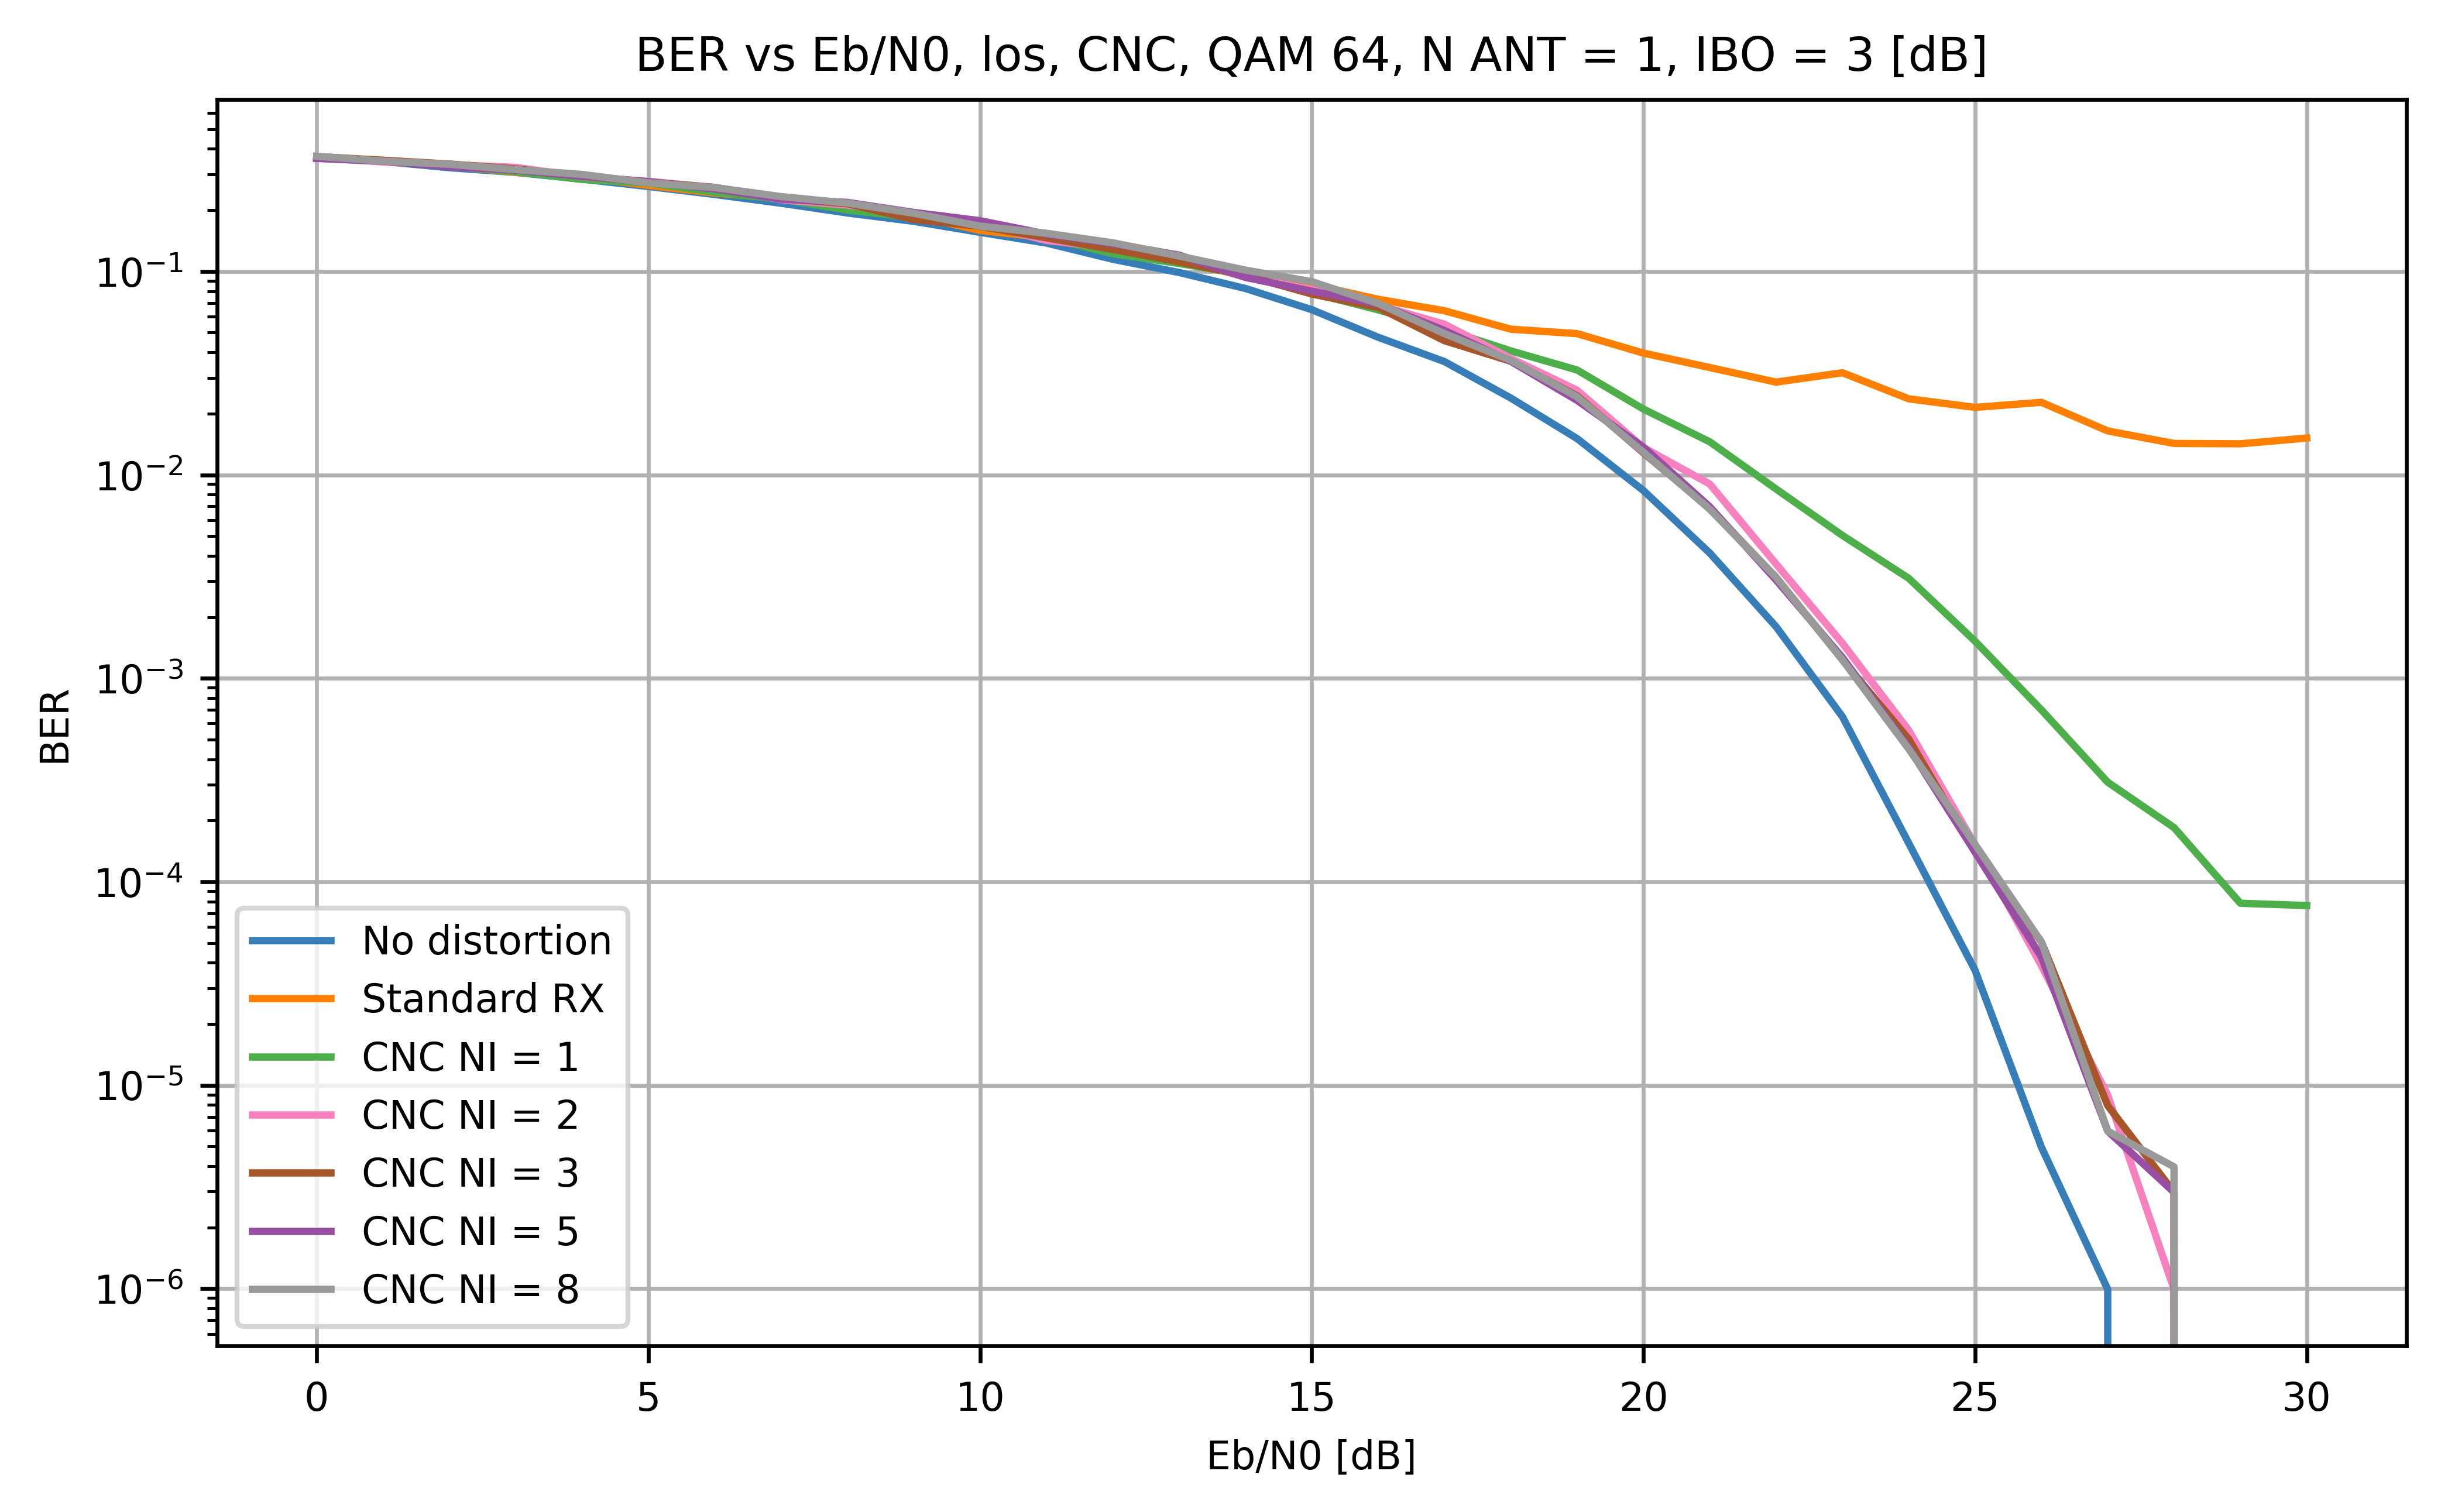 BER vs Eb/N0, los, CNC, QAM 64, N ANT = 1, IBO = 3 [dB]
BER
10⁻¹
10⁻²
10⁻³
10⁻⁴
10⁻⁵
10⁻⁶
No distortion
Standard RX
CNC NI = 1
CNC NI = 2
CNC NI = 3
CNC NI = 5
CNC NI = 8
0 5 10 15 20 25 30
Eb/N0 [dB]